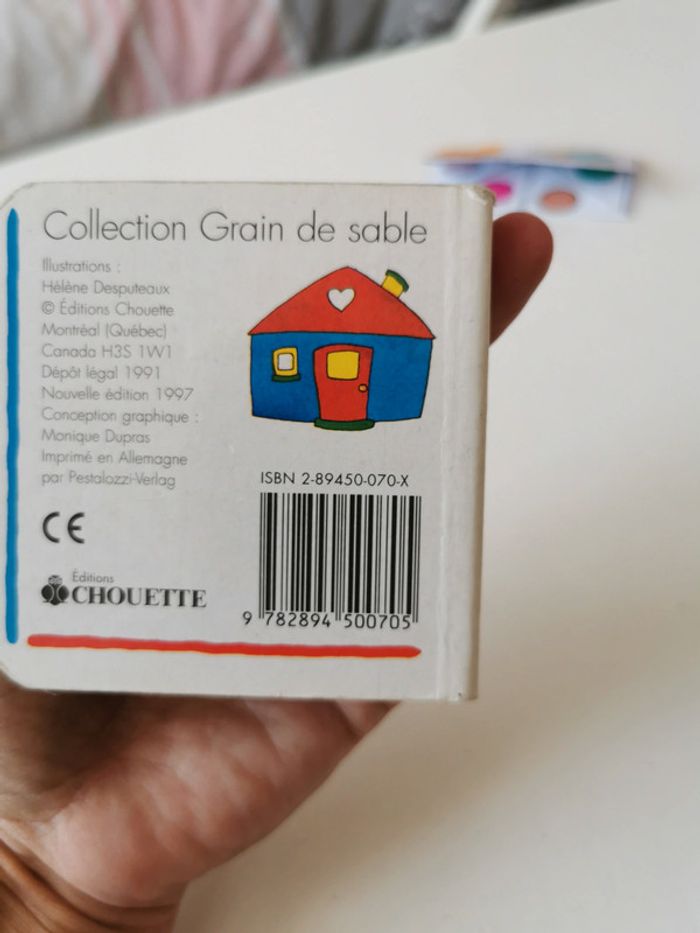 Collection Grain de sable
Illustrations :
Hélène Desputeaux
© Éditions Chouette
Montréal (Québec)
Canada H3S 1W1
Dépôt légal 1991
Nouvelle édition 1997
Conception graphique :
Monique Dupras
Imprimé en Allemagne
par Pestalozzi-Verlag
CE
Éditions
CHOUETTE
ISBN 2-89450-070-X
9 782894 500705